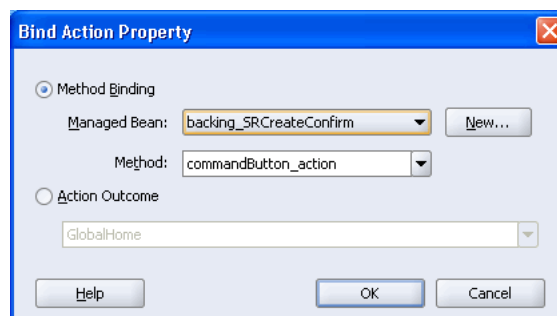 Bind Action Property
Method Binding
Managed Bean: backing_SRCreateConfirm New...
Method: commandButton_action
Action Outcome
GlobalHome
Help OK Cancel